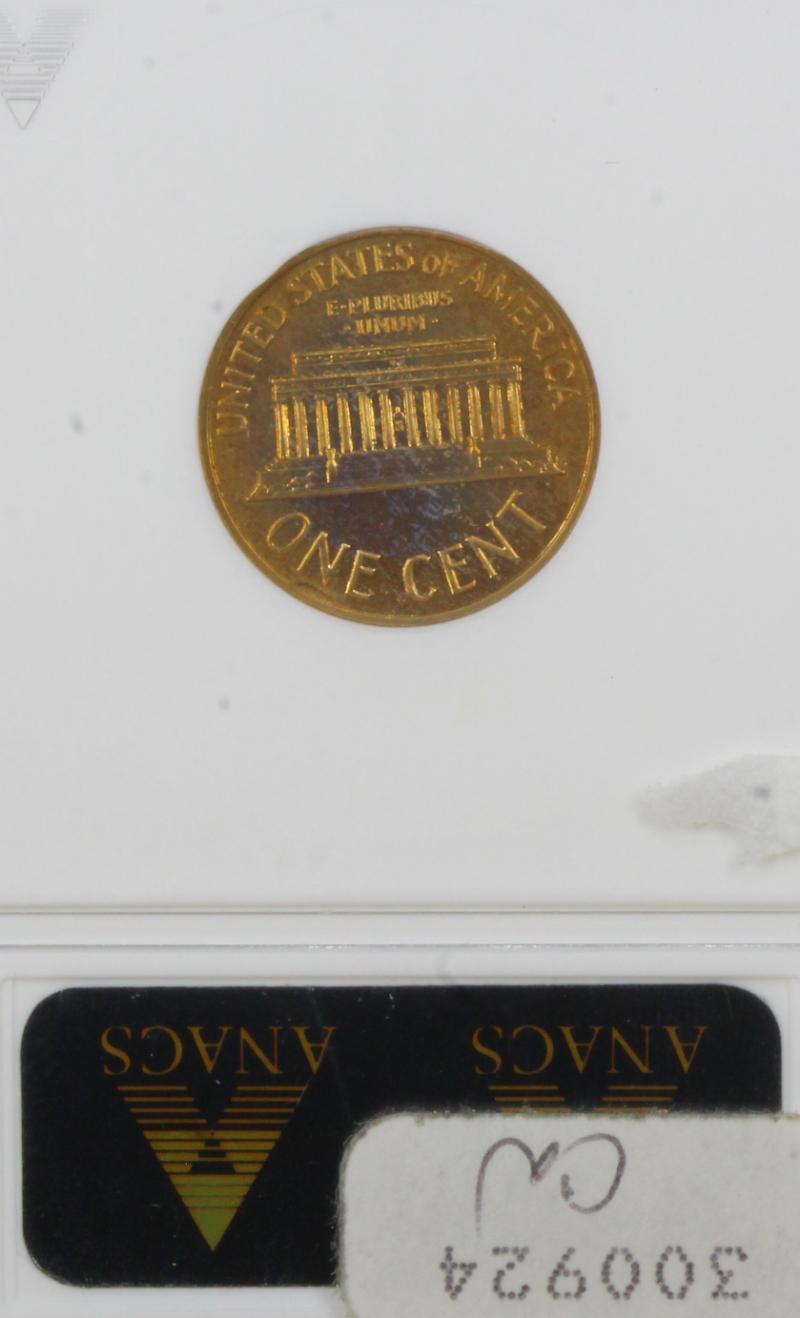 UNITED STATES OF AMERICA
E·PLURIBUS
·UNUM·
ONE CENT
ANACS
ANACS
300924